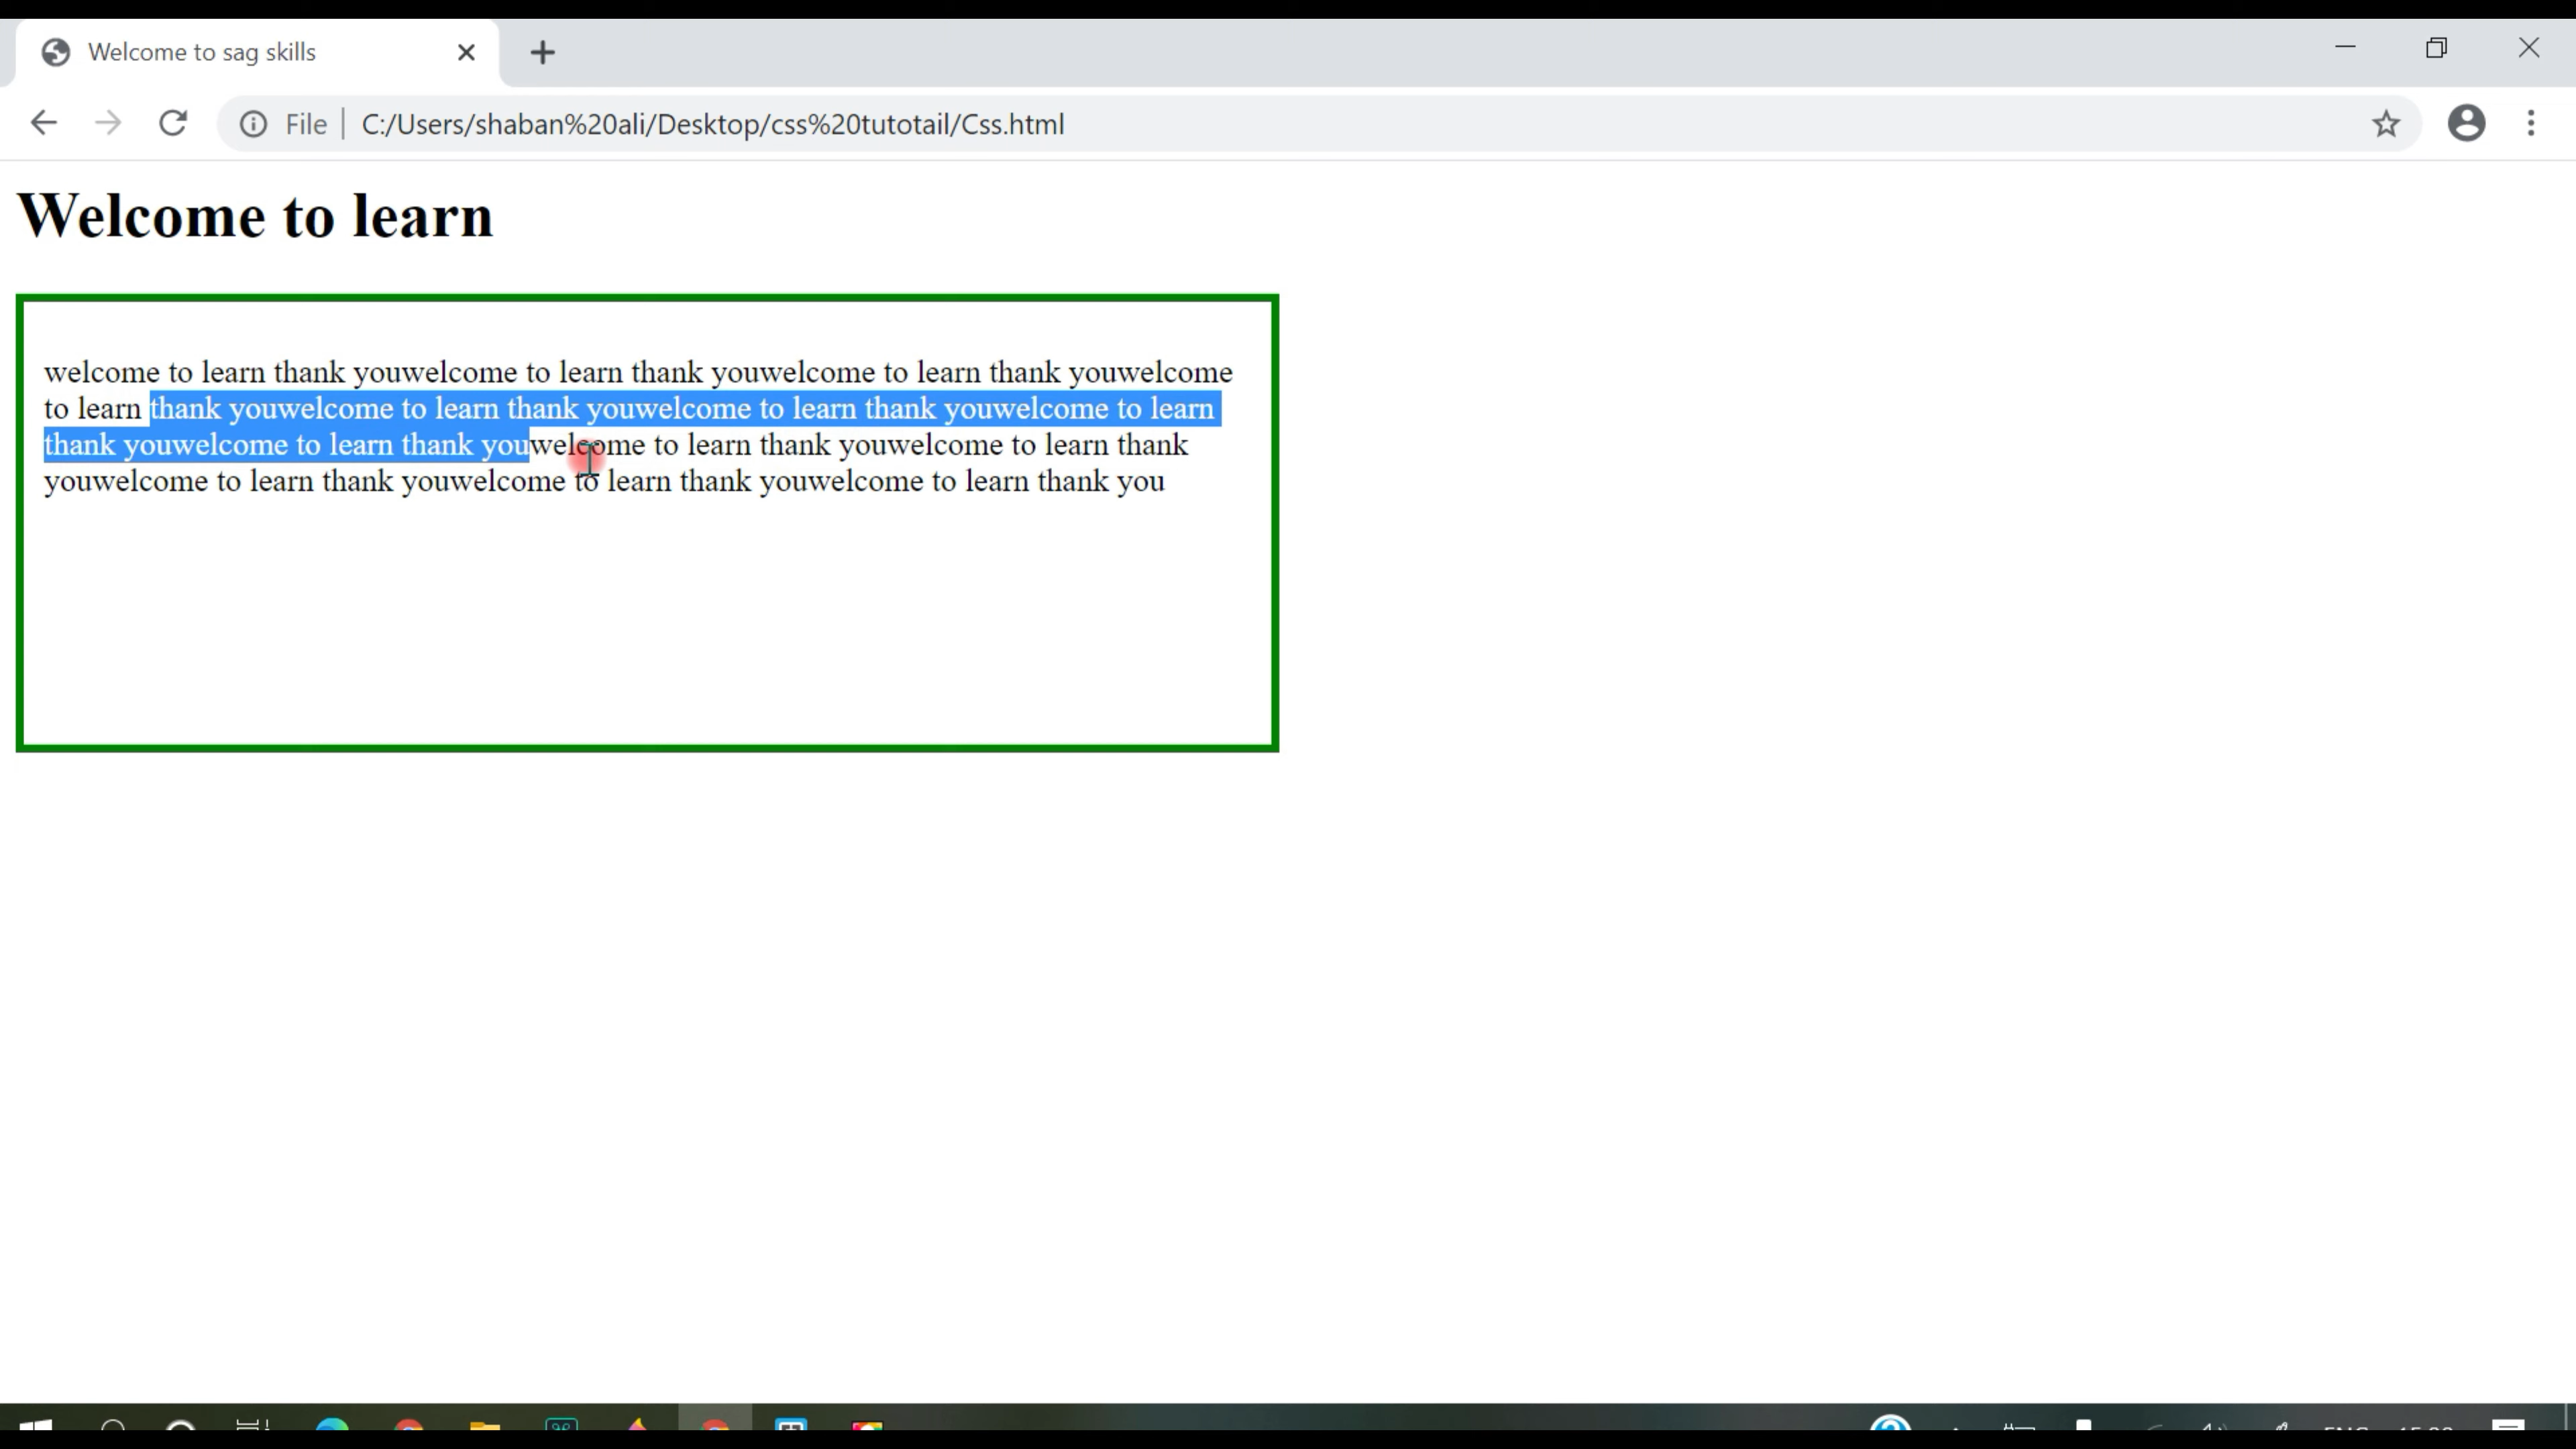 Welcome to sag skills
File C:/Users/shaban%20ali/Desktop/css%20tutotail/Css.html
Welcome to learn
welcome to learn thank youwelcome to learn thank youwelcome to learn thank youwelcome
to learn thank youwelcome to learn thank youwelcome to learn thank youwelcome to learn
thank youwelcome to learn thank youwelcome to learn thank youwelcome to learn thank
youwelcome to learn thank youwelcome to learn thank youwelcome to learn thank you